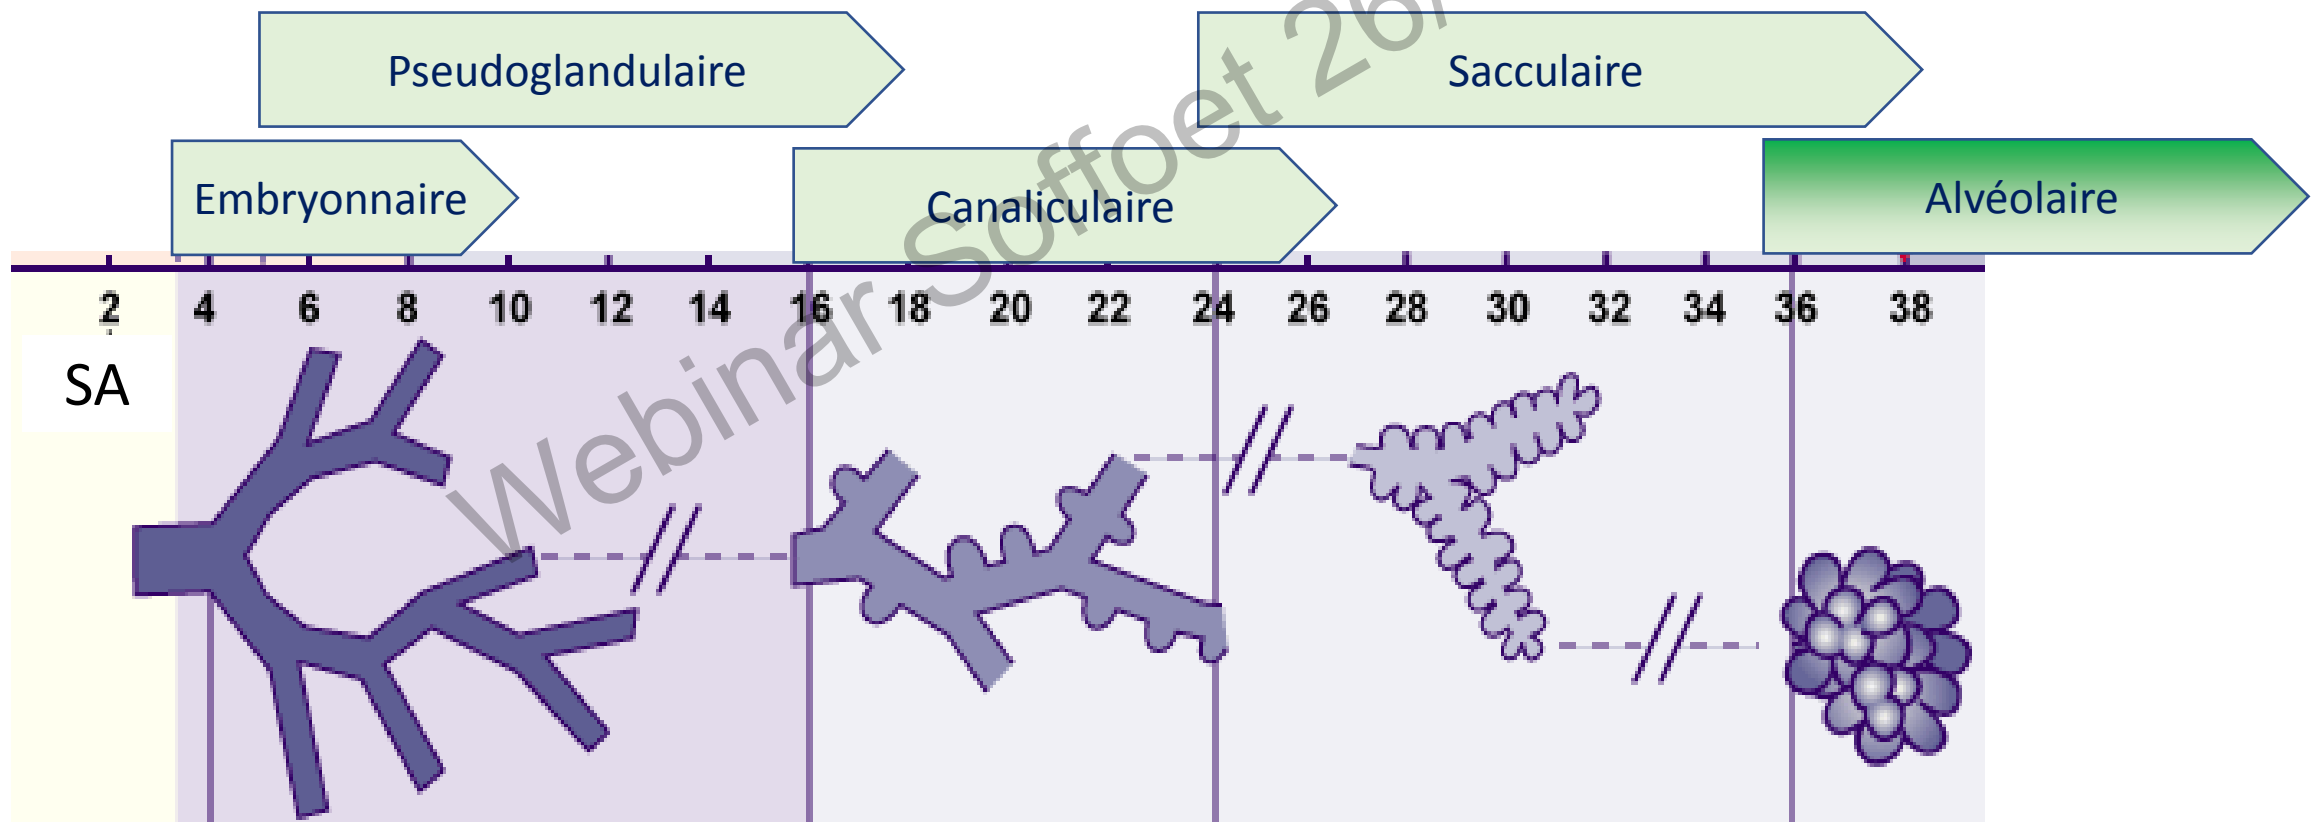 Pseudoglandulaire
Sacculaire
Embryonnaire
Canaliculaire
Alvéolaire
2 4 6 8 10 12 14 16 18 20 22 24 26 28 30 32 34 36 38
SA
Webinar Soffoet 26/